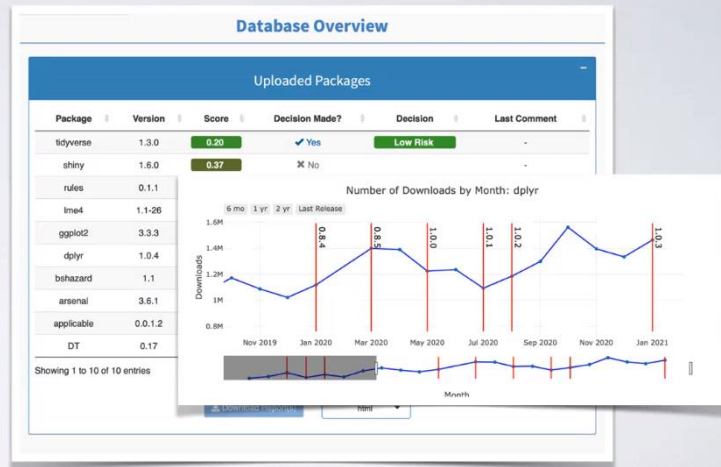 Database Overview
Uploaded Packages
Package Version Score Decision Made? Decision Last Comment
tidyverse 1.3.0 0.20 Yes Low Risk -
shiny 1.6.0 0.37 No -
rules 0.1.1
lme4 1.1-26
ggplot2 3.3.3
dplyr 1.0.4
bshazard 1.1
arsenal 3.6.1
applicable 0.0.1.2
DT 0.17
Showing 1 to 10 of 10 entries
Download Report(s) html
Number of Downloads by Month: dplyr
6 mo 1 yr 2 yr Last Release
1.6M
1.4M
1.2M
1M
0.8M
Downloads
0.8.4
0.8.5
1.0.0
1.0.1
1.0.2
1.0.3
Nov 2019 Jan 2020 Mar 2020 May 2020 Jul 2020 Sep 2020 Nov 2020 Jan 2021
Month